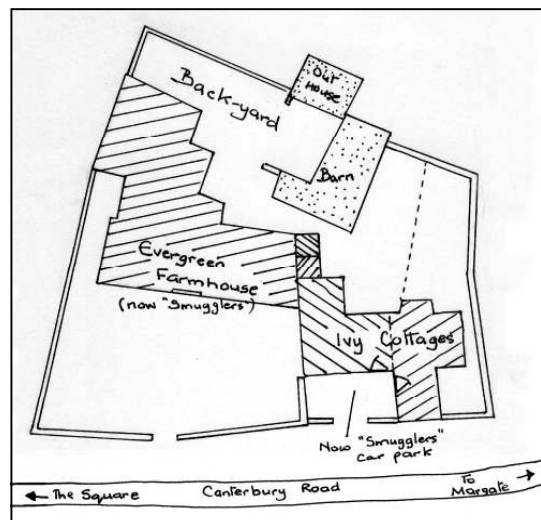 Out
House
Back-yard
Barn
Evergreen
Farmhouse
(now "Smugglers")
Ivy Cottages
Now "Smugglers"
car park
The Square
Canterbury Road
To
Margate